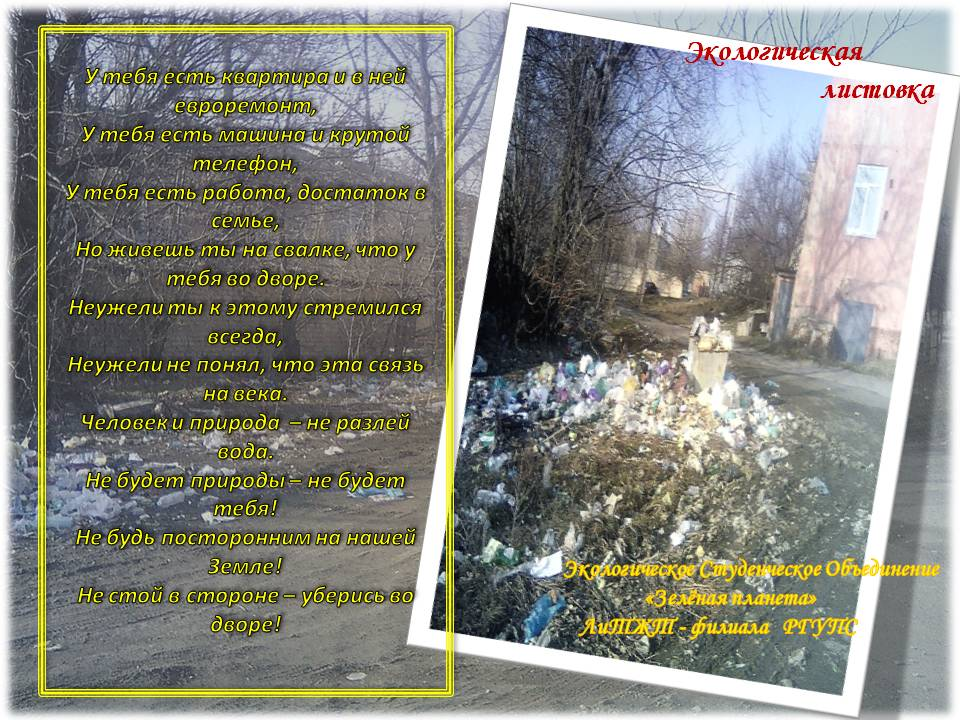 Экологическая
листовка
У тебя есть квартира и в ней
евроремонт,
У тебя есть машина и крутой
телефон,
У тебя есть работа, достаток в
семье,
Но живешь ты на свалке, что у
тебя во дворе.
Неужели ты к этому стремился
всегда,
Неужели не понял, что эта связь
на века.
Человек и природа – не разлей
вода.
Не будет природы – не будет
тебя!
Не будь посторонним на нашей
Земле!
Не стой в стороне – уберись во
дворе!
Экологическое Студенческое Объединение
«Зелёная планета»
ЛиТЖТ - филиала РГУПС